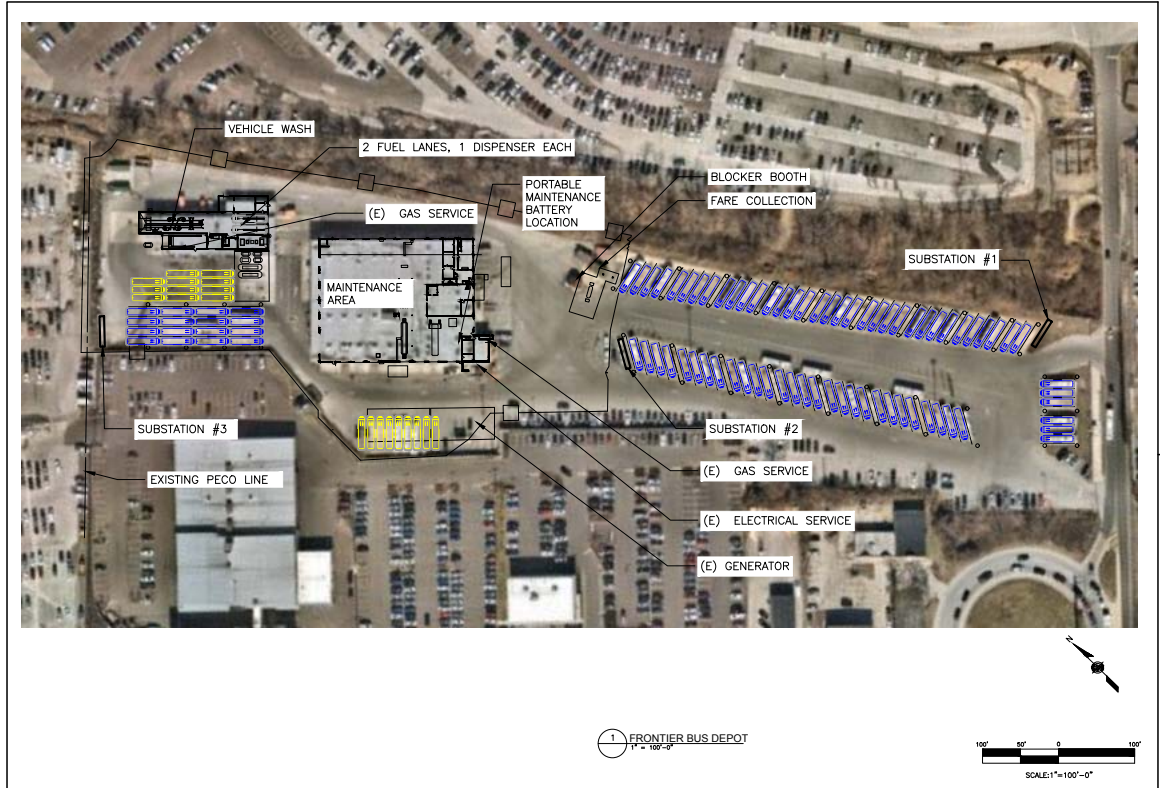 VEHICLE WASH
2 FUEL LANES, 1 DISPENSER EACH
(E) GAS SERVICE
PORTABLE
MAINTENANCE
BATTERY
LOCATION
BLOCKER BOOTH
FARE COLLECTION
SUBSTATION #1
MAINTENANCE
AREA
SUBSTATION #3
SUBSTATION #2
EXISTING PECO LINE
(E) GAS SERVICE
(E) ELECTRICAL SERVICE
(E) GENERATOR
N
1 FRONTIER BUS DEPOT
1" = 100'-0"
100' 50' 0 100'
SCALE:1"=100'-0"